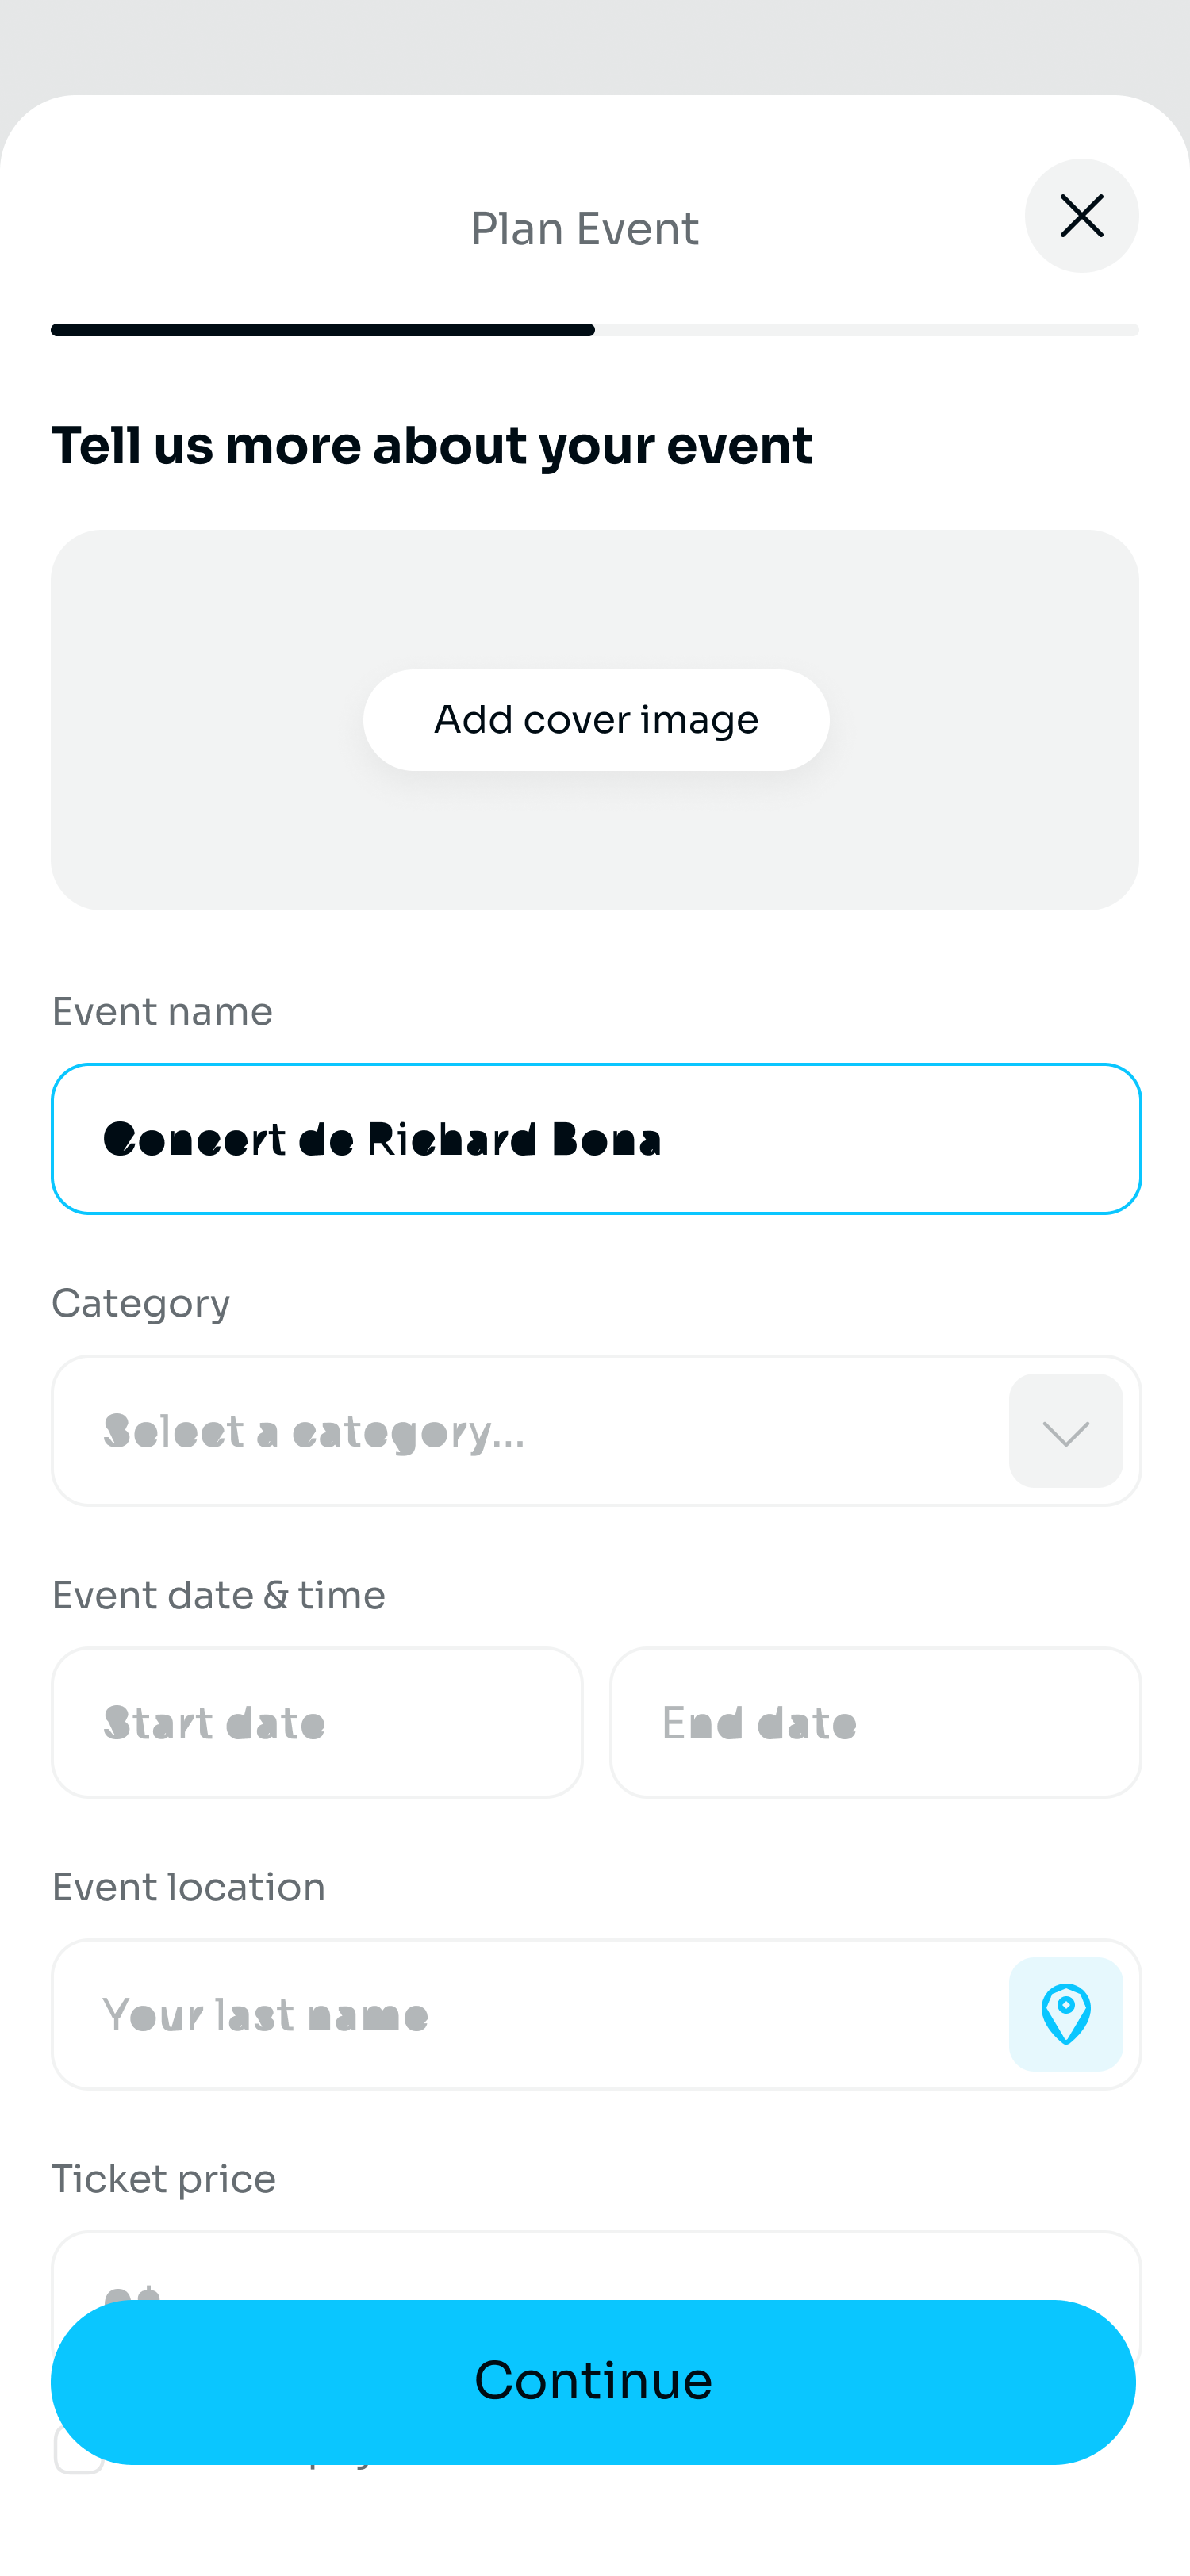 Plan Event
Tell us more about your event
Add cover image
Event name
Concert de Richard Bona
Category
Select a category...
Event date & time
Start date
End date
Event location
Your last name
Ticket price
Continue